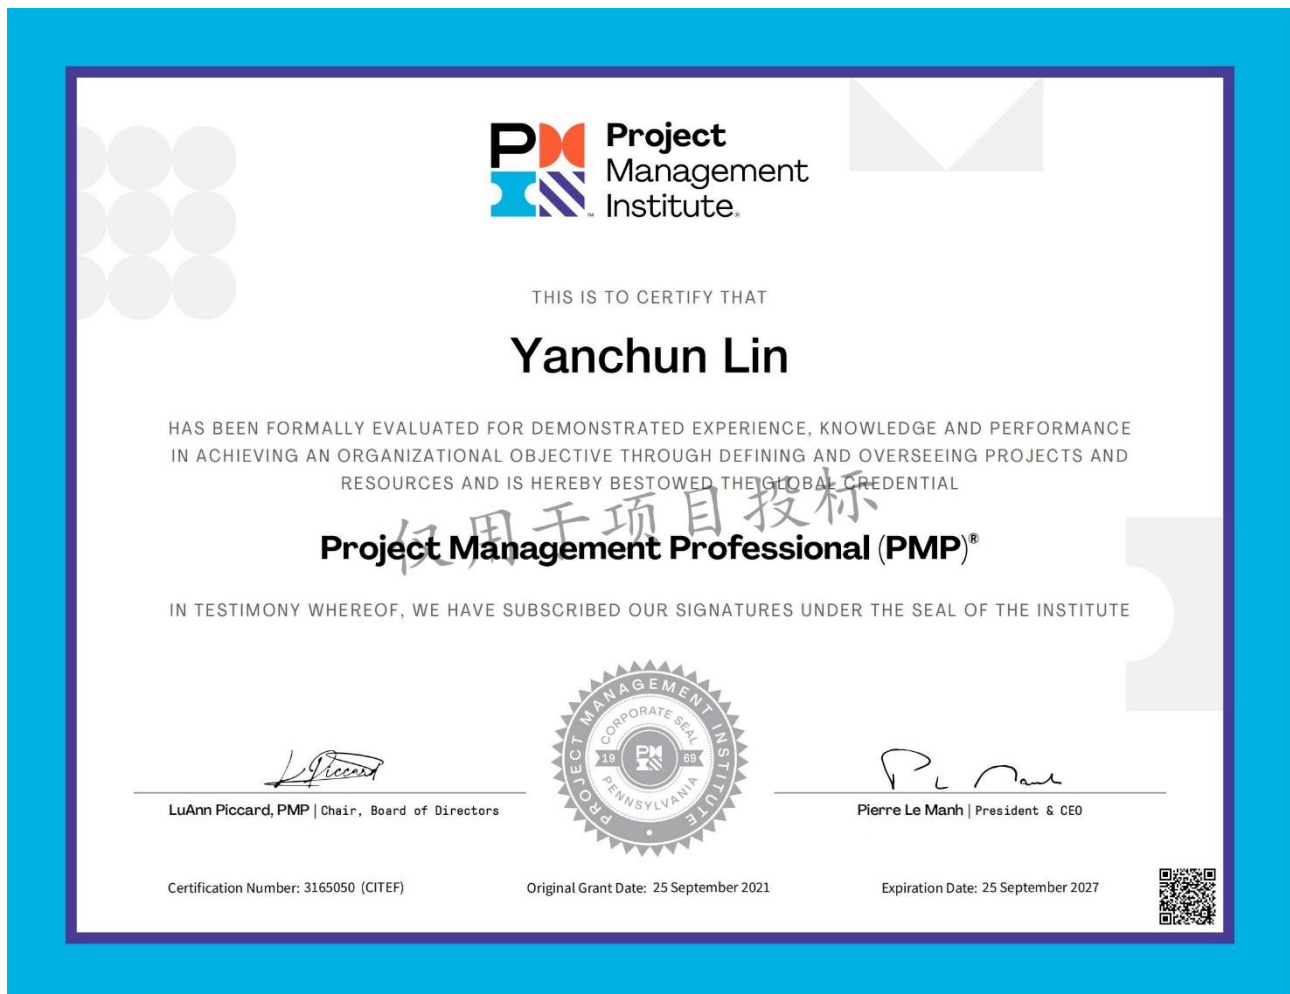 Project
Management
Institute®
THIS IS TO CERTIFY THAT
Yanchun Lin
HAS BEEN FORMALLY EVALUATED FOR DEMONSTRATED EXPERIENCE, KNOWLEDGE AND PERFORMANCE
IN ACHIEVING AN ORGANIZATIONAL OBJECTIVE THROUGH DEFINING AND OVERSEEING PROJECTS AND
RESOURCES AND IS HEREBY BESTOWED THE GLOBAL CREDENTIAL
仅用于项目投标
Project Management Professional (PMP)®
IN TESTIMONY WHEREOF, WE HAVE SUBSCRIBED OUR SIGNATURES UNDER THE SEAL OF THE INSTITUTE
PROJECT MANAGEMENT INSTITUTE
CORPORATE SEAL
19 69
PENNSYLVANIA
L Piccard
P L Manh
LuAnn Piccard, PMP | Chair, Board of Directors
Pierre Le Manh | President & CEO
Certification Number: 3165050 (CITEF)
Original Grant Date: 25 September 2021
Expiration Date: 25 September 2027